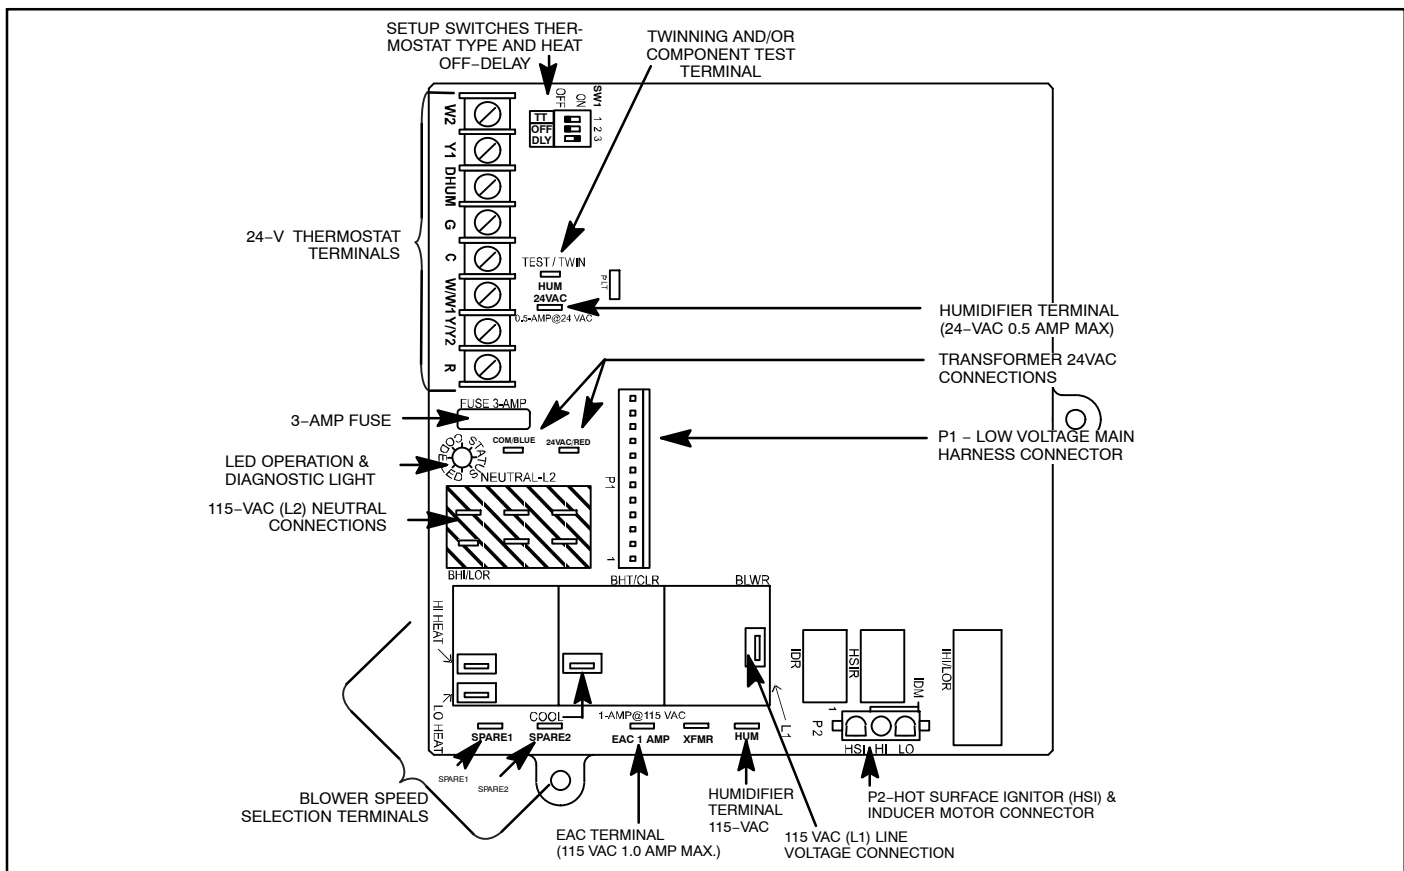 SETUP SWITCHES THER-
MOSTAT TYPE AND HEAT
OFF-DELAY
TWINNING AND/OR
COMPONENT TEST
TERMINAL
SW1
OFF
ON
TT
OFF
DLY
1 2 3
W2
Y1
DHUM
G
C
W/W1
Y/Y2
R
24-V THERMOSTAT
TERMINALS
TEST / TWIN
HUM
24VAC
0.5-AMP@24 VAC
PLT
HUMIDIFIER TERMINAL
(24-VAC 0.5 AMP MAX)
TRANSFORMER 24VAC
CONNECTIONS
FUSE 3-AMP
3-AMP FUSE
COM/BLUE
24VAC/RED
P1 - LOW VOLTAGE MAIN
HARNESS CONNECTOR
STATUS
CODE
LED
LED OPERATION &
DIAGNOSTIC LIGHT
NEUTRAL-L2
P1
1
115-VAC (L2) NEUTRAL
CONNECTIONS
BHI/LOR
BHT/CLR
BLWR
HI HEAT
LO HEAT
IDR
HSIR
IDM
IHI/LOR
COOL
1-AMP@115 VAC
L1
P2
1
SPARE1
SPARE2
EAC 1 AMP
XFMR
HUM
HSI HI LO
SPARE1
SPARE2
BLOWER SPEED
SELECTION TERMINALS
HUMIDIFIER
TERMINAL
115-VAC
P2-HOT SURFACE IGNITOR (HSI) &
INDUCER MOTOR CONNECTOR
EAC TERMINAL
(115 VAC 1.0 AMP MAX.)
115 VAC (L1) LINE
VOLTAGE CONNECTION